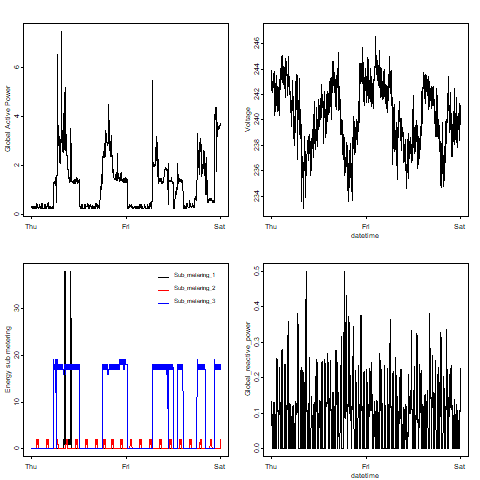 Global Active Power
0
2
4
6
Thu
Fri
Sat
Voltage
234
236
238
240
242
244
246
Thu
Fri
Sat
datetime
Energy sub metering
0
10
20
30
Sub_metering_1
Sub_metering_2
Sub_metering_3
Thu
Fri
Sat
Global_reactive_power
0.0
0.1
0.2
0.3
0.4
0.5
Thu
Fri
Sat
datetime